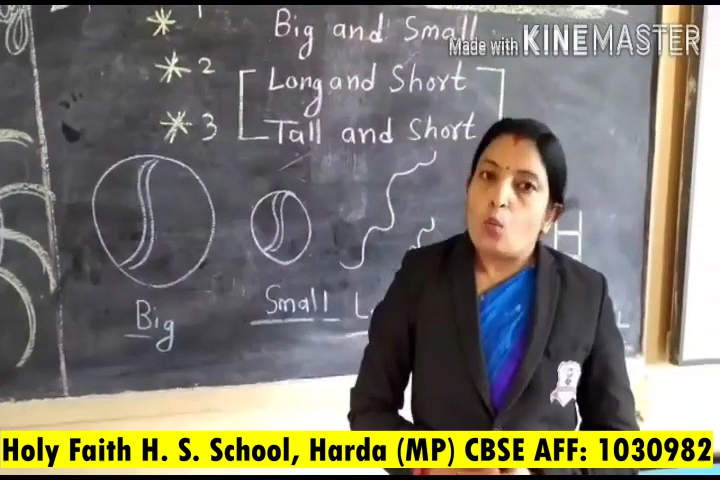 1
Big and Small
Made with KINEMASTER
2
Long and Short
3
Tall and Short
Big
Small
L
Holy Faith H. S. School, Harda (MP) CBSE AFF: 1030982